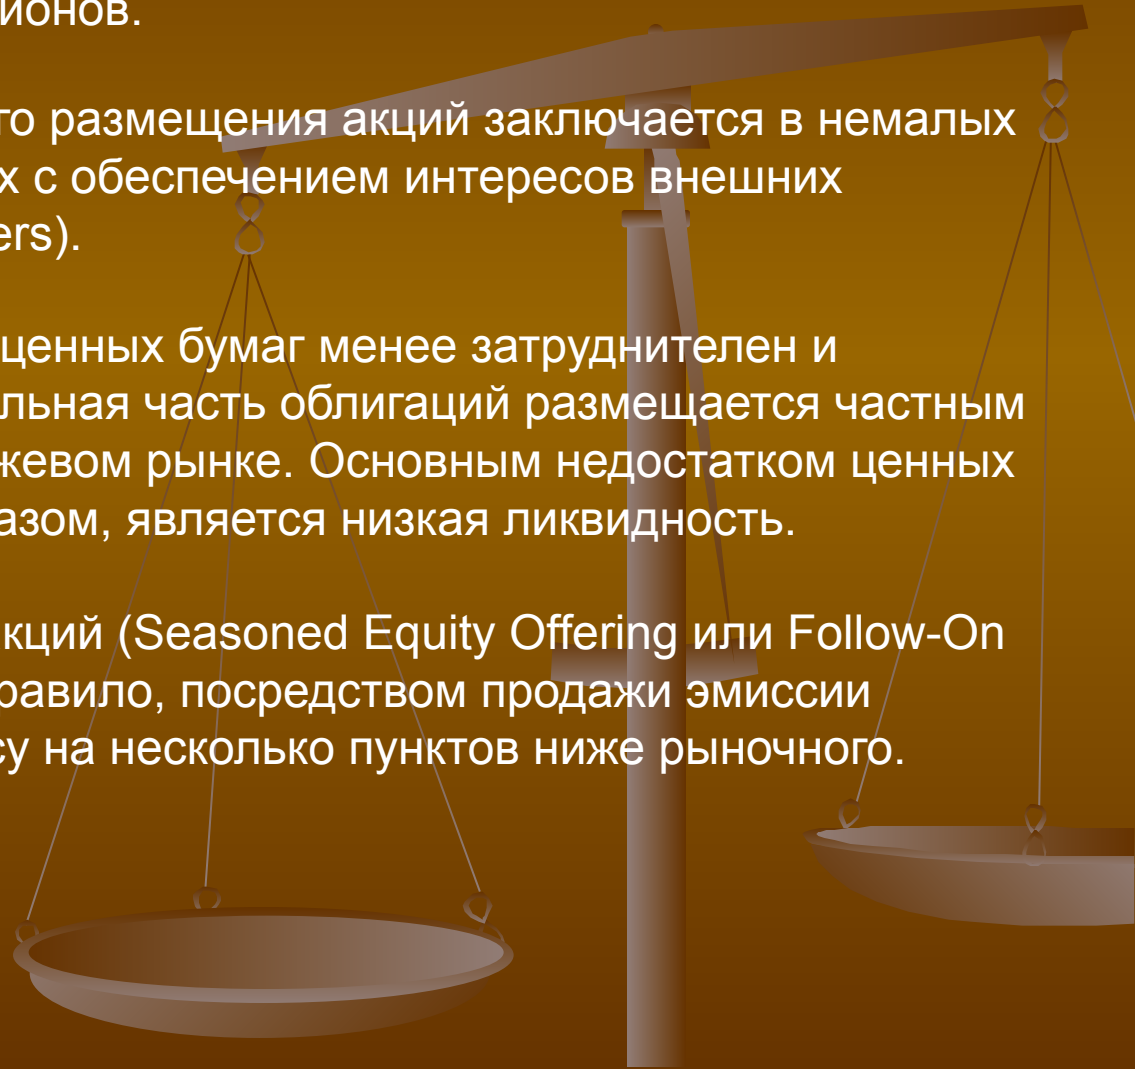 ионов.
го размещения акций заключается в немалых
х с обеспечением интересов внешних
ers).
ценных бумаг менее затруднителен и
льная часть облигаций размещается частным
жевом рынке. Основным недостатком ценных
азом, является низкая ликвидность.
кций (Seasoned Equity Offering или Follow-On
равило, посредством продажи эмиссии
су на несколько пунктов ниже рыночного.